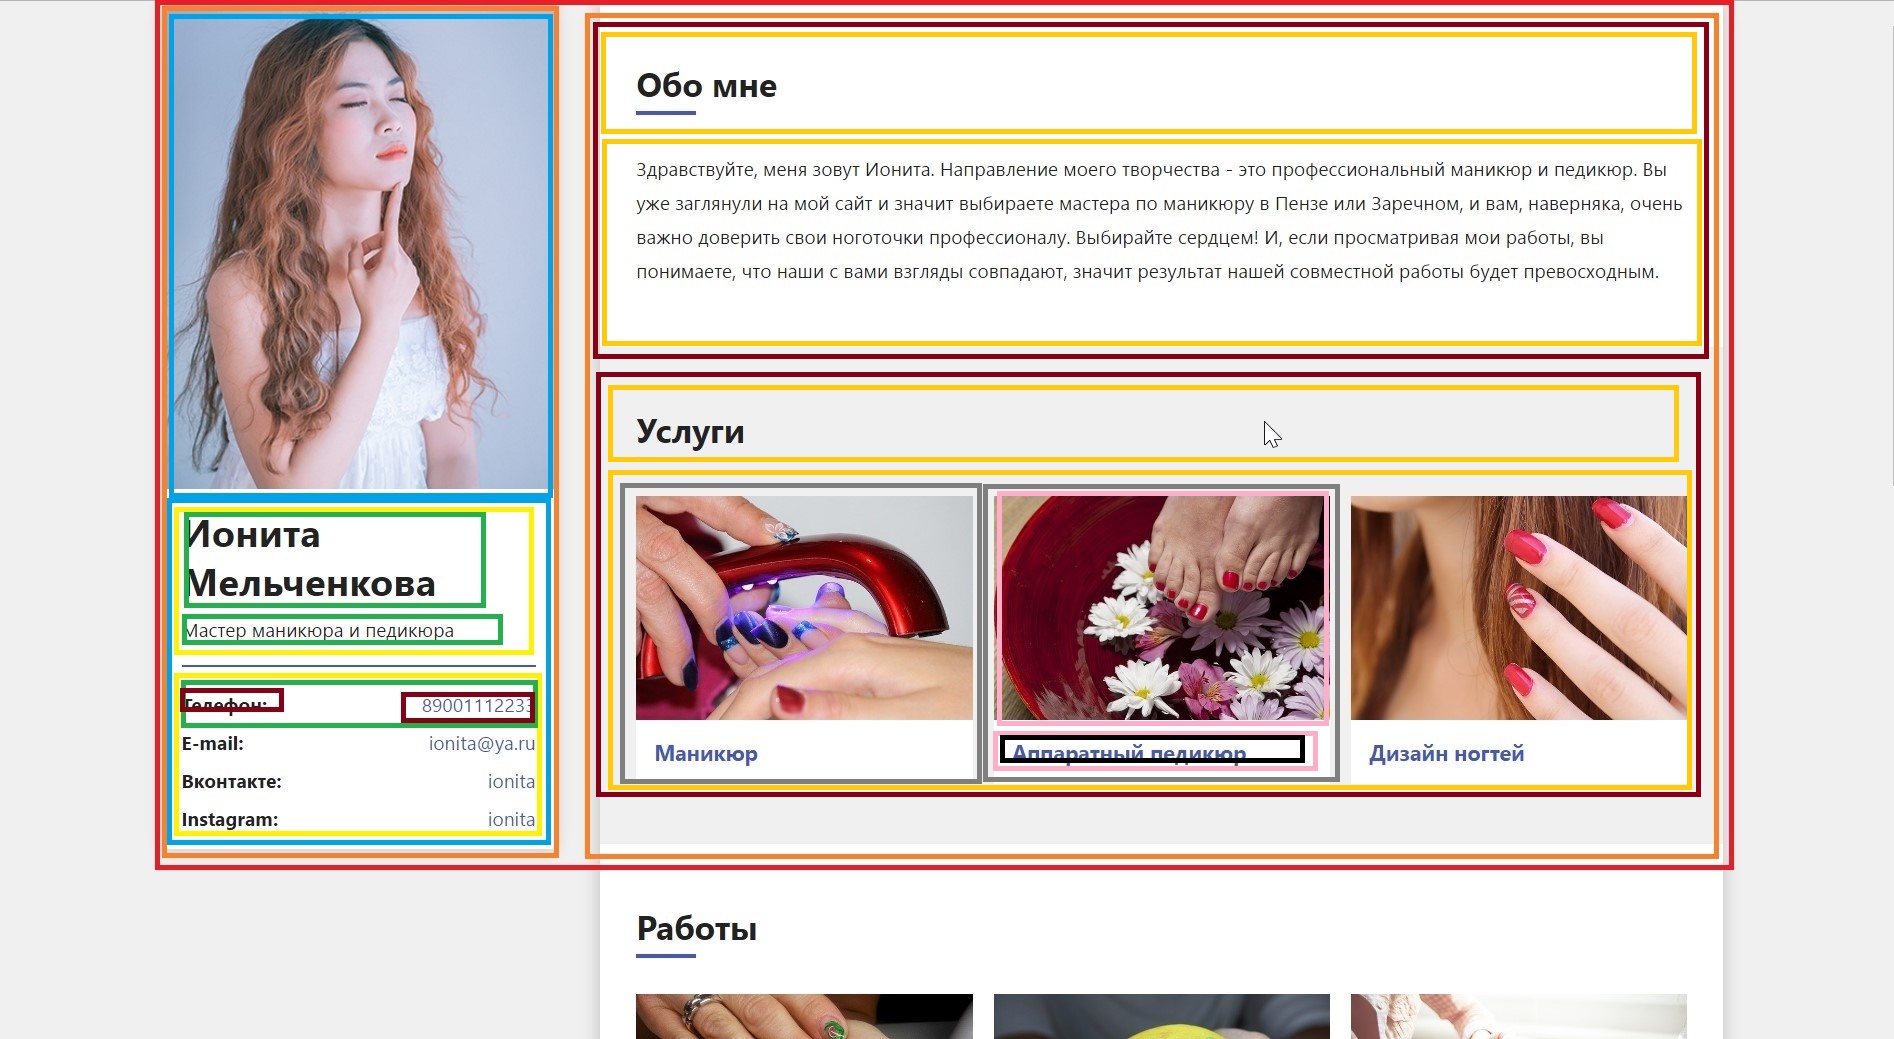 Ионита
Мельченкова
Мастер маникюра и педикюра
Телефон: 89001112233
E-mail: ionita@ya.ru
Вконтакте: ionita
Instagram: ionita
Обо мне
Здравствуйте, меня зовут Ионита. Направление моего творчества - это профессиональный маникюр и педикюр. Вы
уже заглянули на мой сайт и значит выбираете мастера по маникюру в Пензе или Заречном, и вам, наверняка, очень
важно доверить свои ноготочки профессионалу. Выбирайте сердцем! И, если просматривая мои работы, вы
понимаете, что наши с вами взгляды совпадают, значит результат нашей совместной работы будет превосходным.
Услуги
Маникюр
Аппаратный педикюр
Дизайн ногтей
Работы